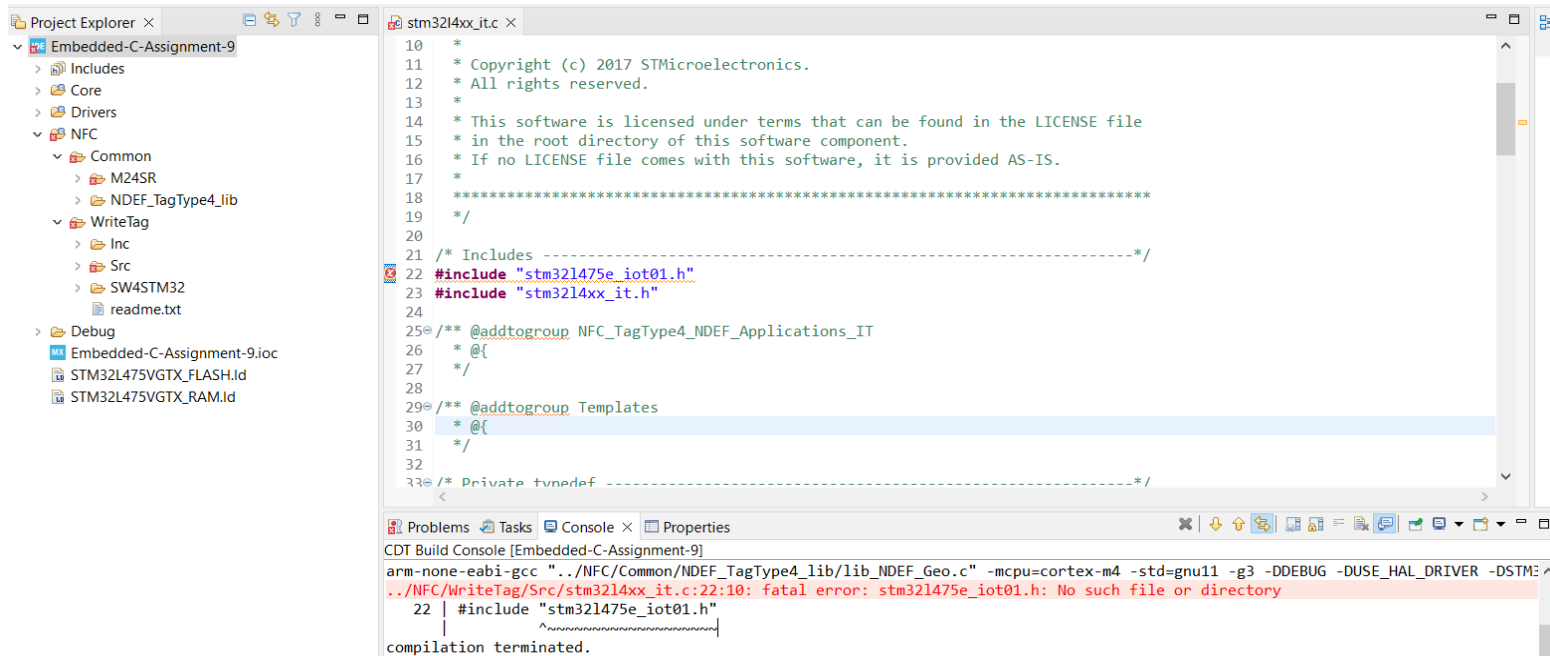 Project Explorer
Embedded-C-Assignment-9
Includes
Core
Drivers
NFC
Common
M24SR
NDEF_TagType4_lib
WriteTag
Inc
Src
SW4STM32
readme.txt
Debug
Embedded-C-Assignment-9.ioc
STM32L475VGTX_FLASH.ld
STM32L475VGTX_RAM.ld
stm32l4xx_it.c
10 *
11 * Copyright (c) 2017 STMicroelectronics.
12 * All rights reserved.
13 *
14 * This software is licensed under terms that can be found in the LICENSE file
15 * in the root directory of this software component.
16 * If no LICENSE file comes with this software, it is provided AS-IS.
17 *
18 ******************************************************************************
19 */
20
21 /* Includes ------------------------------------------------------------------*/
22 #include "stm32l475e_iot01.h"
23 #include "stm32l4xx_it.h"
24
25 /** @addtogroup NFC_TagType4_NDEF_Applications_IT
26 * @{
27 */
28
29 /** @addtogroup Templates
30 * @{
31 */
32
33 /* Private typedef -----------------------------------------------------------*/
Problems Tasks Console Properties
CDT Build Console [Embedded-C-Assignment-9]
arm-none-eabi-gcc "../NFC/Common/NDEF_TagType4_lib/lib_NDEF_Geo.c" -mcpu=cortex-m4 -std=gnu11 -g3 -DDEBUG -DUSE_HAL_DRIVER -DSTM3
../NFC/WriteTag/Src/stm32l4xx_it.c:22:10: fatal error: stm32l475e_iot01.h: No such file or directory
22 | #include "stm32l475e_iot01.h"
| ^~~~~~~~~~~~~~~~~~~~
compilation terminated.